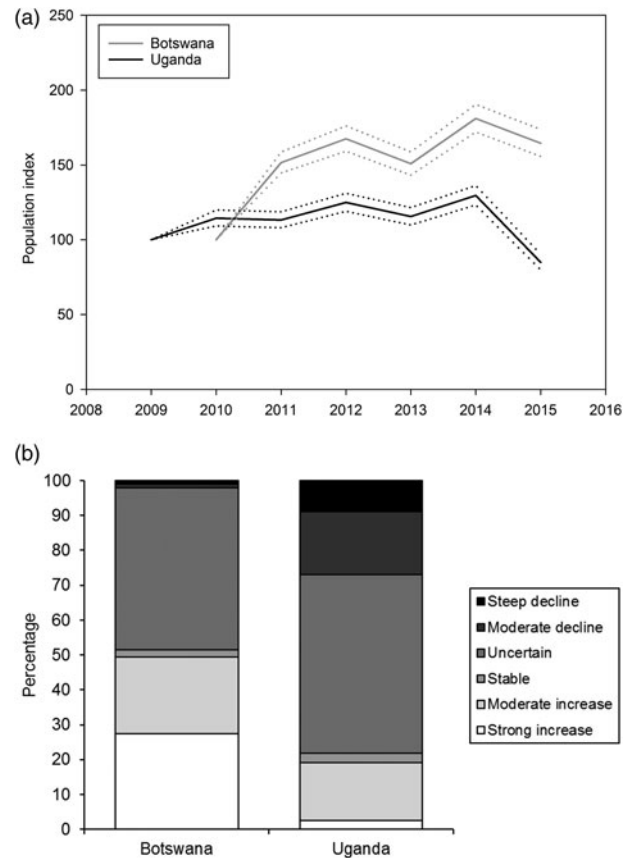 (a)
250
200
150
100
50
0
Population index
Botswana
Uganda
2008 2009 2010 2011 2012 2013 2014 2015 2016
(b)
100
90
80
70
60
50
40
30
20
10
0
Percentage
Steep decline
Moderate decline
Uncertain
Stable
Moderate increase
Strong increase
Botswana Uganda